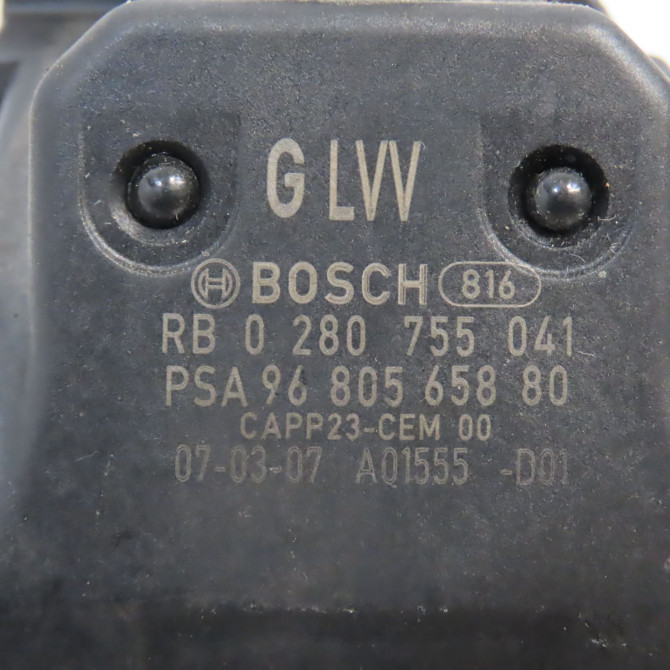 G LVV
BOSCH 816
RB 0 280 755 041
PSA 96 805 658 80
CAPP23-CEM 00
07-03-07 A01555 -D01